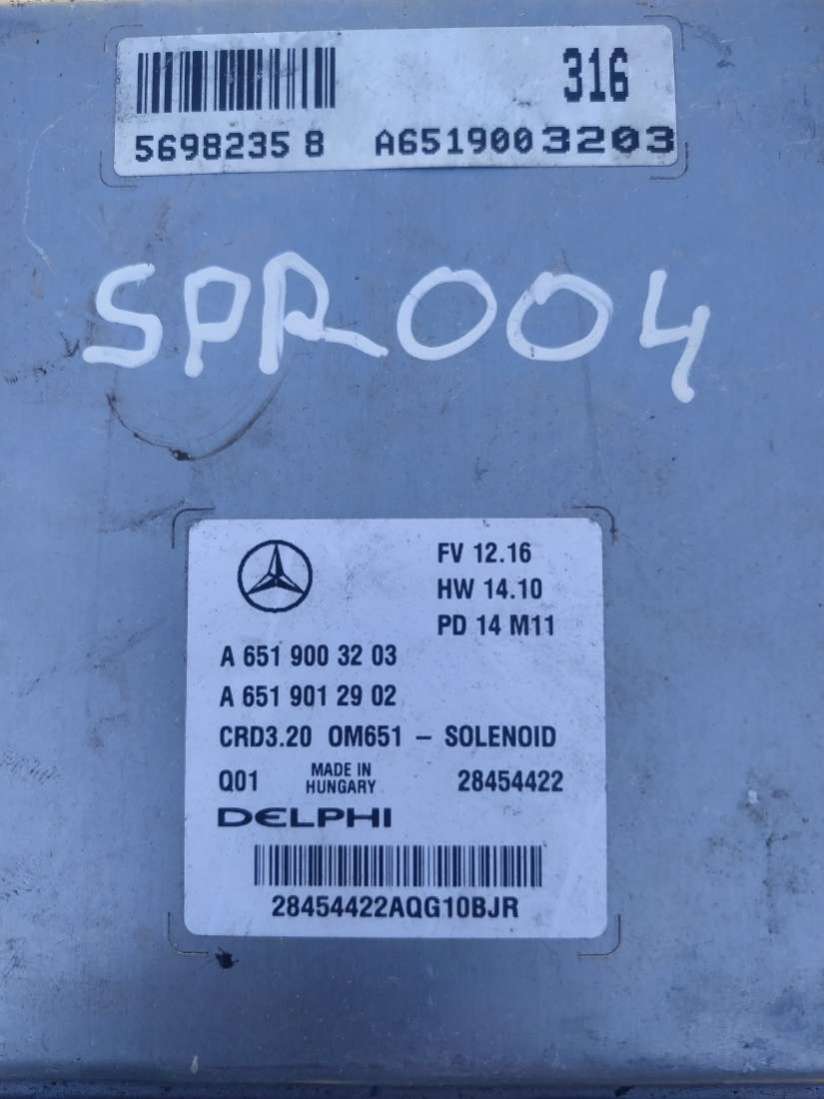 316
5698235 8 A6519003203
SPR004
FV 12.16
HW 14.10
PD 14 M11
A 651 900 32 03
A 651 901 29 02
CRD3.20 OM651 - SOLENOID
Q01 MADE IN HUNGARY 28454422
DELPHI
28454422AQG10BJR